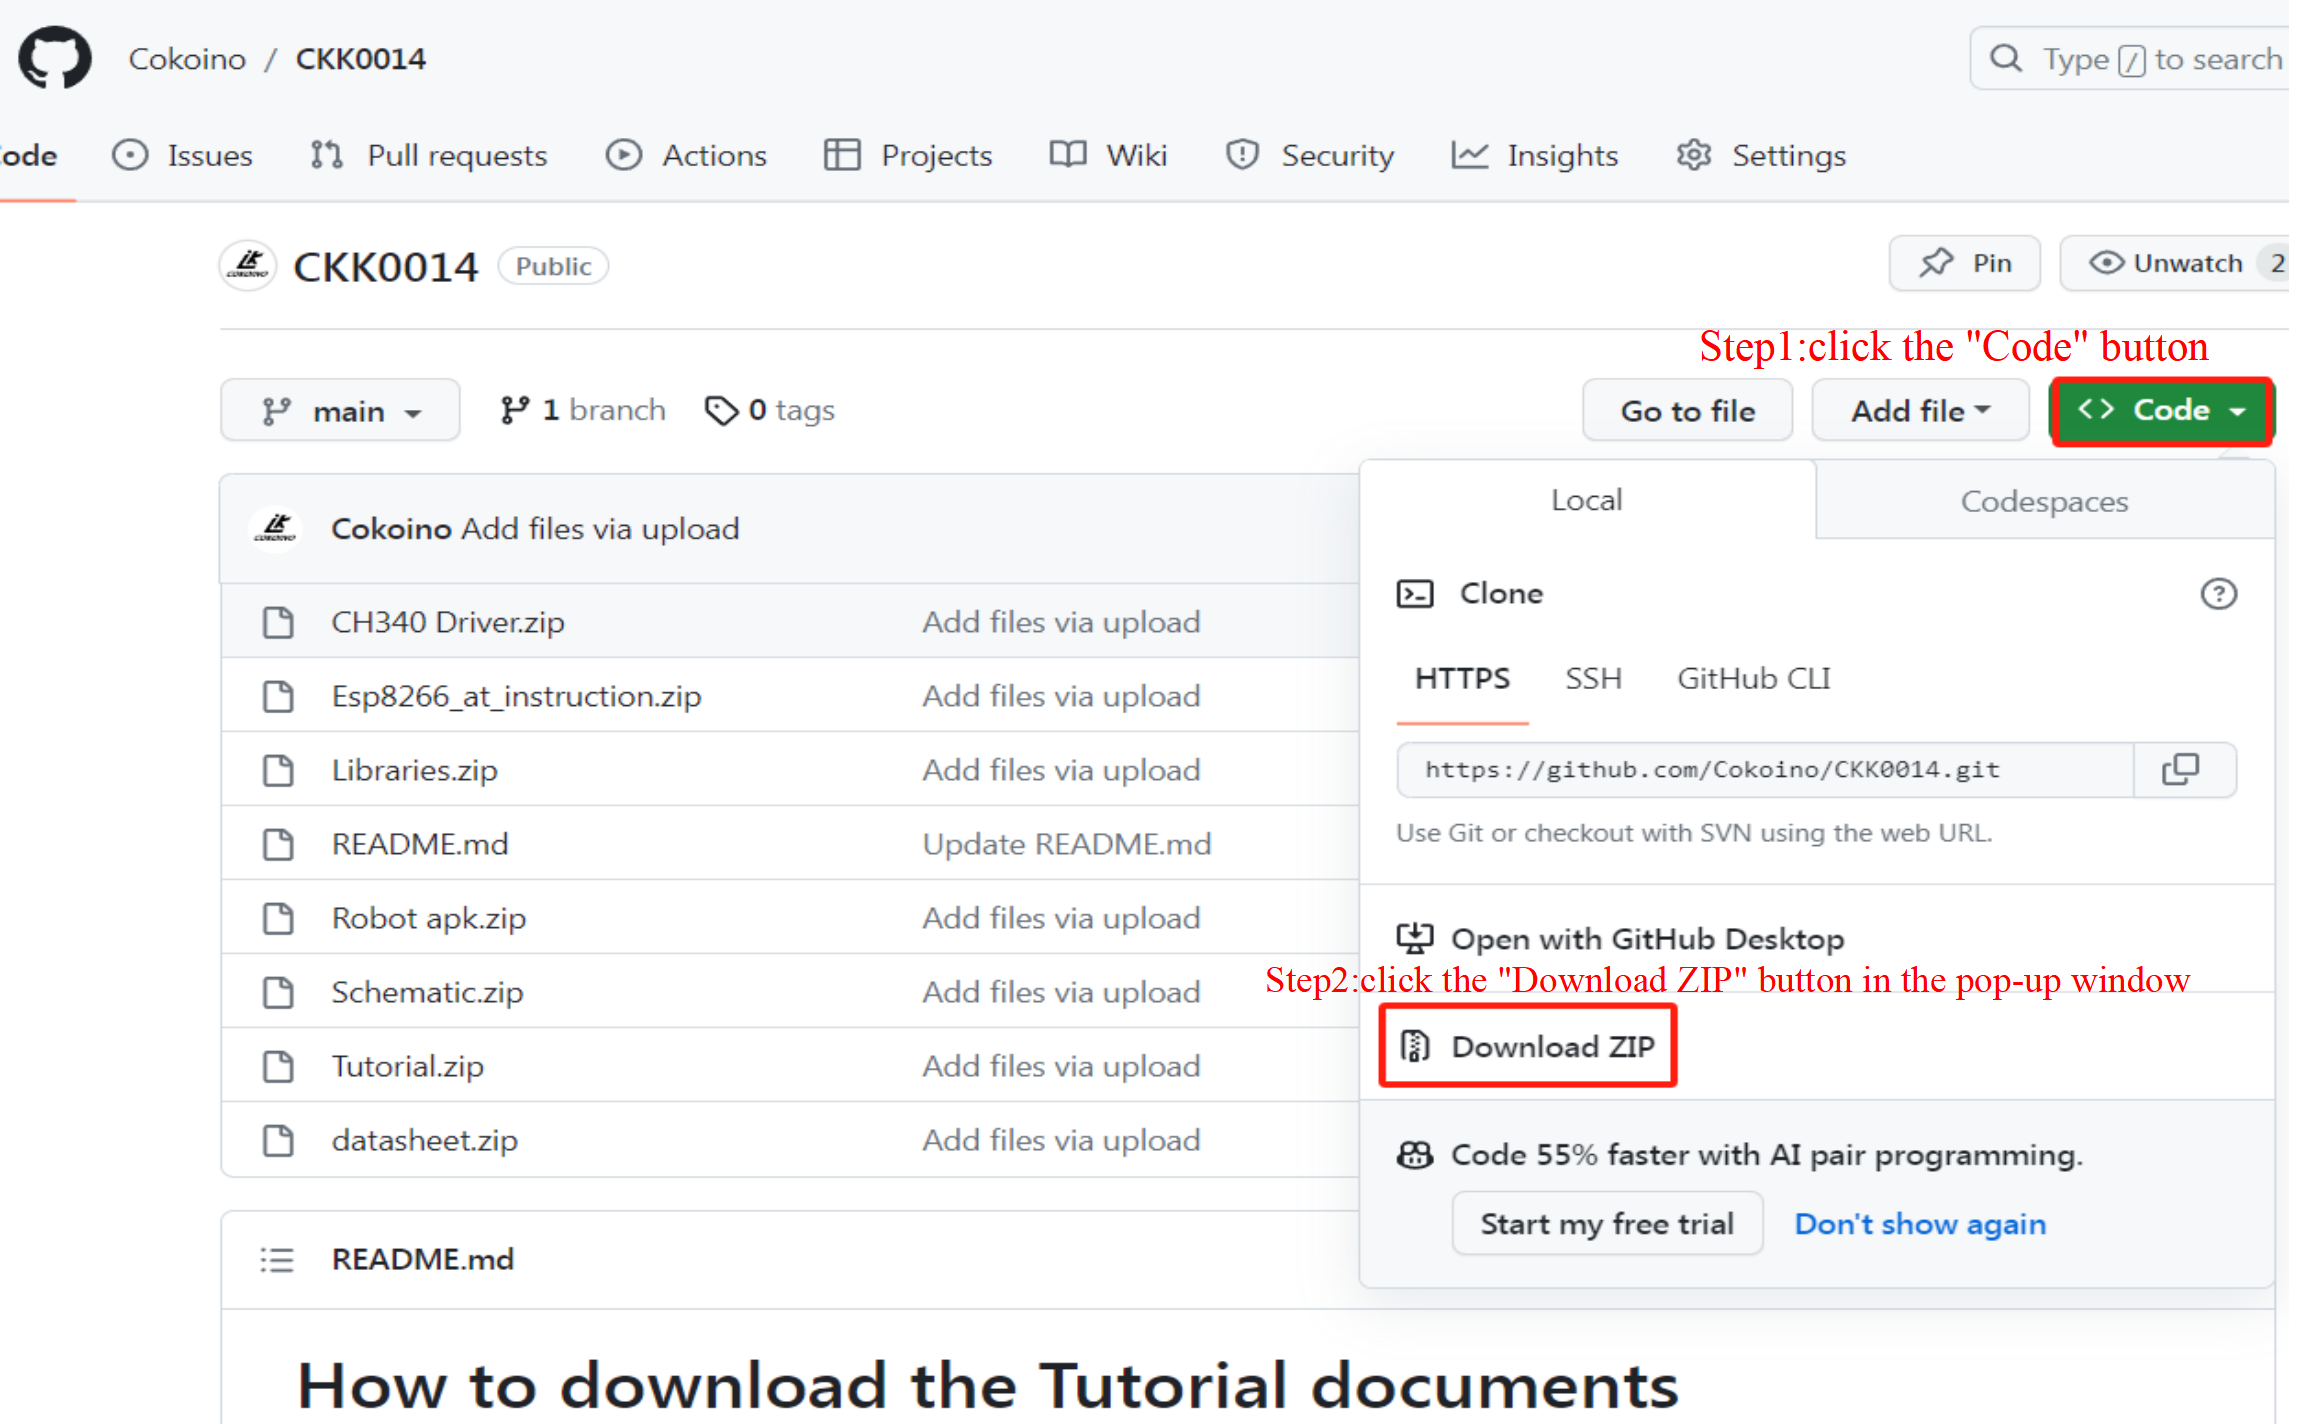 Cokoino / CKK0014
Type / to search
ode Issues Pull requests Actions Projects Wiki Security Insights Settings
CKK0014 Public
Pin Unwatch 2
Step1:click the "Code" button
main 1 branch 0 tags
Go to file Add file <> Code
Local Codespaces
Cokoino Add files via upload
CH340 Driver.zip Add files via upload
Esp8266_at_instruction.zip Add files via upload
Libraries.zip Add files via upload
README.md Update README.md
Robot apk.zip Add files via upload
Schematic.zip Add files via upload
Tutorial.zip Add files via upload
datasheet.zip Add files via upload
Clone
HTTPS SSH GitHub CLI
https://github.com/Cokoino/CKK0014.git
Use Git or checkout with SVN using the web URL.
Open with GitHub Desktop
Step2:click the "Download ZIP" button in the pop-up window
Download ZIP
Code 55% faster with AI pair programming.
Start my free trial Don't show again
README.md
How to download the Tutorial documents